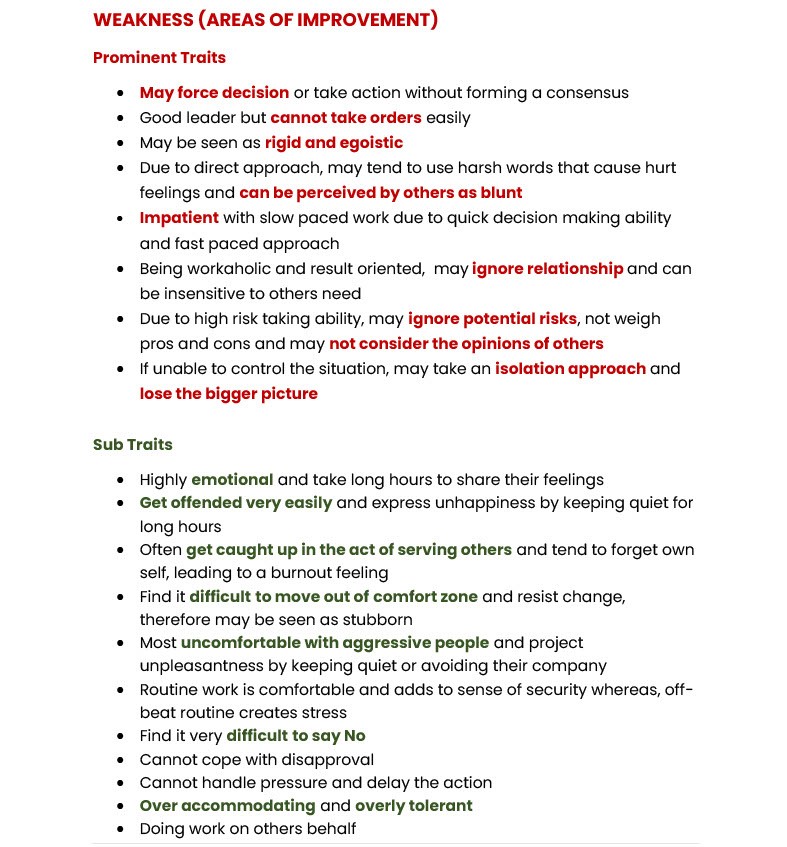 WEAKNESS (AREAS OF IMPROVEMENT)
Prominent Traits
• May force decision or take action without forming a consensus
• Good leader but cannot take orders easily
• May be seen as rigid and egoistic
• Due to direct approach, may tend to use harsh words that cause hurt
feelings and can be perceived by others as blunt
• Impatient with slow paced work due to quick decision making ability
and fast paced approach
• Being workaholic and result oriented,  may ignore relationship and can
be insensitive to others need
• Due to high risk taking ability, may ignore potential risks, not weigh
pros and cons and may not consider the opinions of others
• If unable to control the situation, may take an isolation approach and
lose the bigger picture
Sub Traits
• Highly emotional and take long hours to share their feelings
• Get offended very easily and express unhappiness by keeping quiet for
long hours
• Often get caught up in the act of serving others and tend to forget own
self, leading to a burnout feeling
• Find it difficult to move out of comfort zone and resist change,
therefore may be seen as stubborn
• Most uncomfortable with aggressive people and project
unpleasantness by keeping quiet or avoiding their company
• Routine work is comfortable and adds to sense of security whereas, off-
beat routine creates stress
• Find it very difficult to say No
• Cannot cope with disapproval
• Cannot handle pressure and delay the action
• Over accommodating and overly tolerant
• Doing work on others behalf